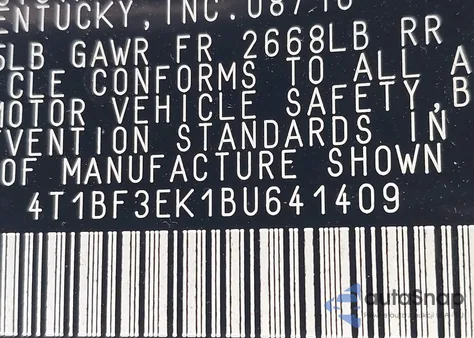 ENTUCKY, INC. 08/10
5LB GAWR FR 2668LB RR
CLE CONFORMS TO ALL A
MOTOR VEHICLE SAFETY, B
VENTION STANDARDS IN
OF MANUFACTURE SHOWN
4T1BF3EK1BU641409
autoSnap